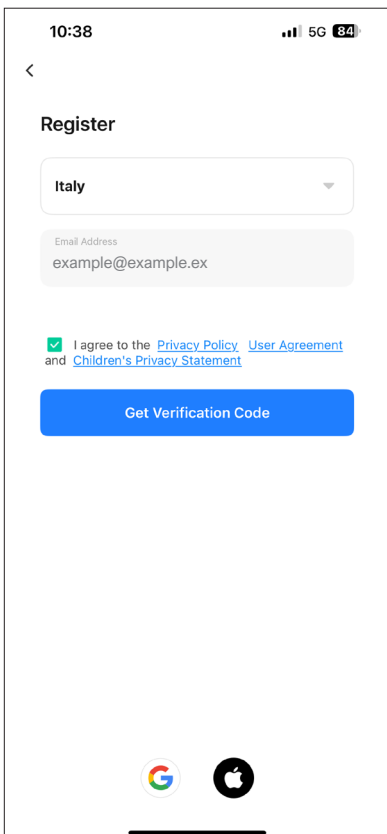 10:38 5G 84
Register
Italy
Email Address
example@example.ex
I agree to the Privacy Policy User Agreement
and Children's Privacy Statement
Get Verification Code